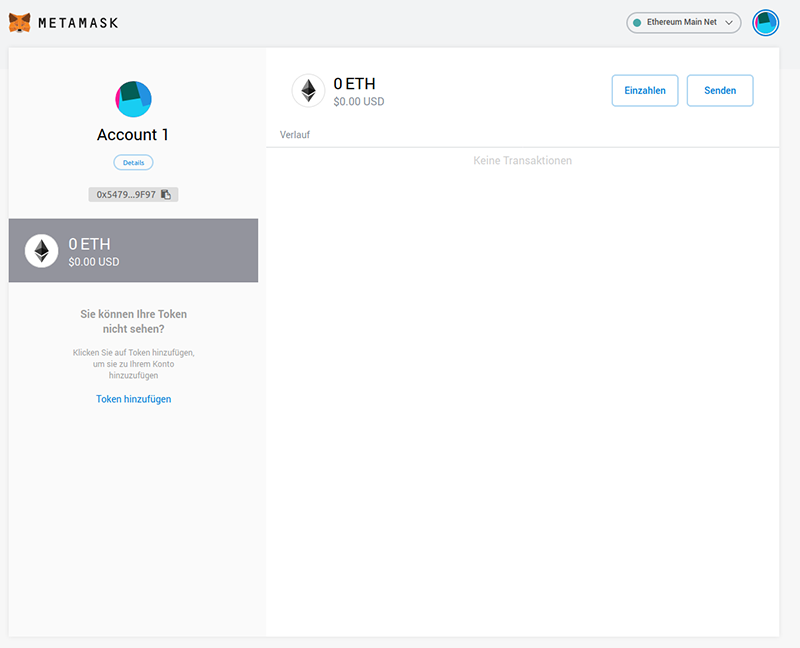 METAMASK
Ethereum Main Net
Account 1
Details
0x5479...9F97
0 ETH
$0.00 USD
Sie können Ihre Token
nicht sehen?
Klicken Sie auf Token hinzufügen,
um sie zu Ihrem Konto
hinzuzufügen
Token hinzufügen
0 ETH
$0.00 USD
Einzahlen
Senden
Verlauf
Keine Transaktionen